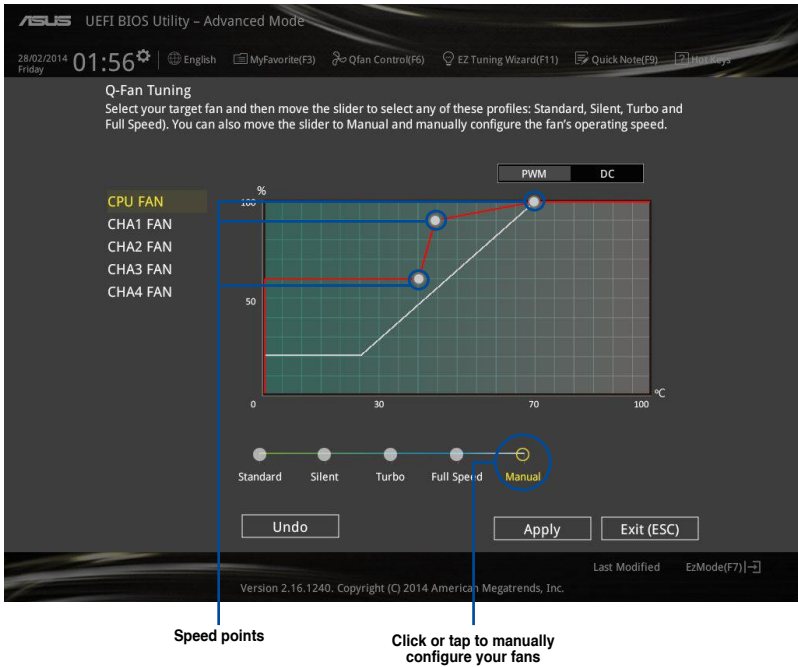 ASUS UEFI BIOS Utility – Advanced Mode
28/02/2014 Friday 01:56 English MyFavorite(F3) Qfan Control(F6) EZ Tuning Wizard(F11) Quick Note(F9) ? Hot Keys
Q-Fan Tuning
Select your target fan and then move the slider to select any of these profiles: Standard, Silent, Turbo and
Full Speed). You can also move the slider to Manual and manually configure the fan's operating speed.
PWM DC
CPU FAN
CHA1 FAN
CHA2 FAN
CHA3 FAN
CHA4 FAN
%
100
50
0 30 70 100
ºC
Standard Silent Turbo Full Speed Manual
Undo Apply Exit (ESC)
Last Modified EzMode(F7)
Version 2.16.1240. Copyright (C) 2014 American Megatrends, Inc.
Speed points
Click or tap to manually
configure your fans